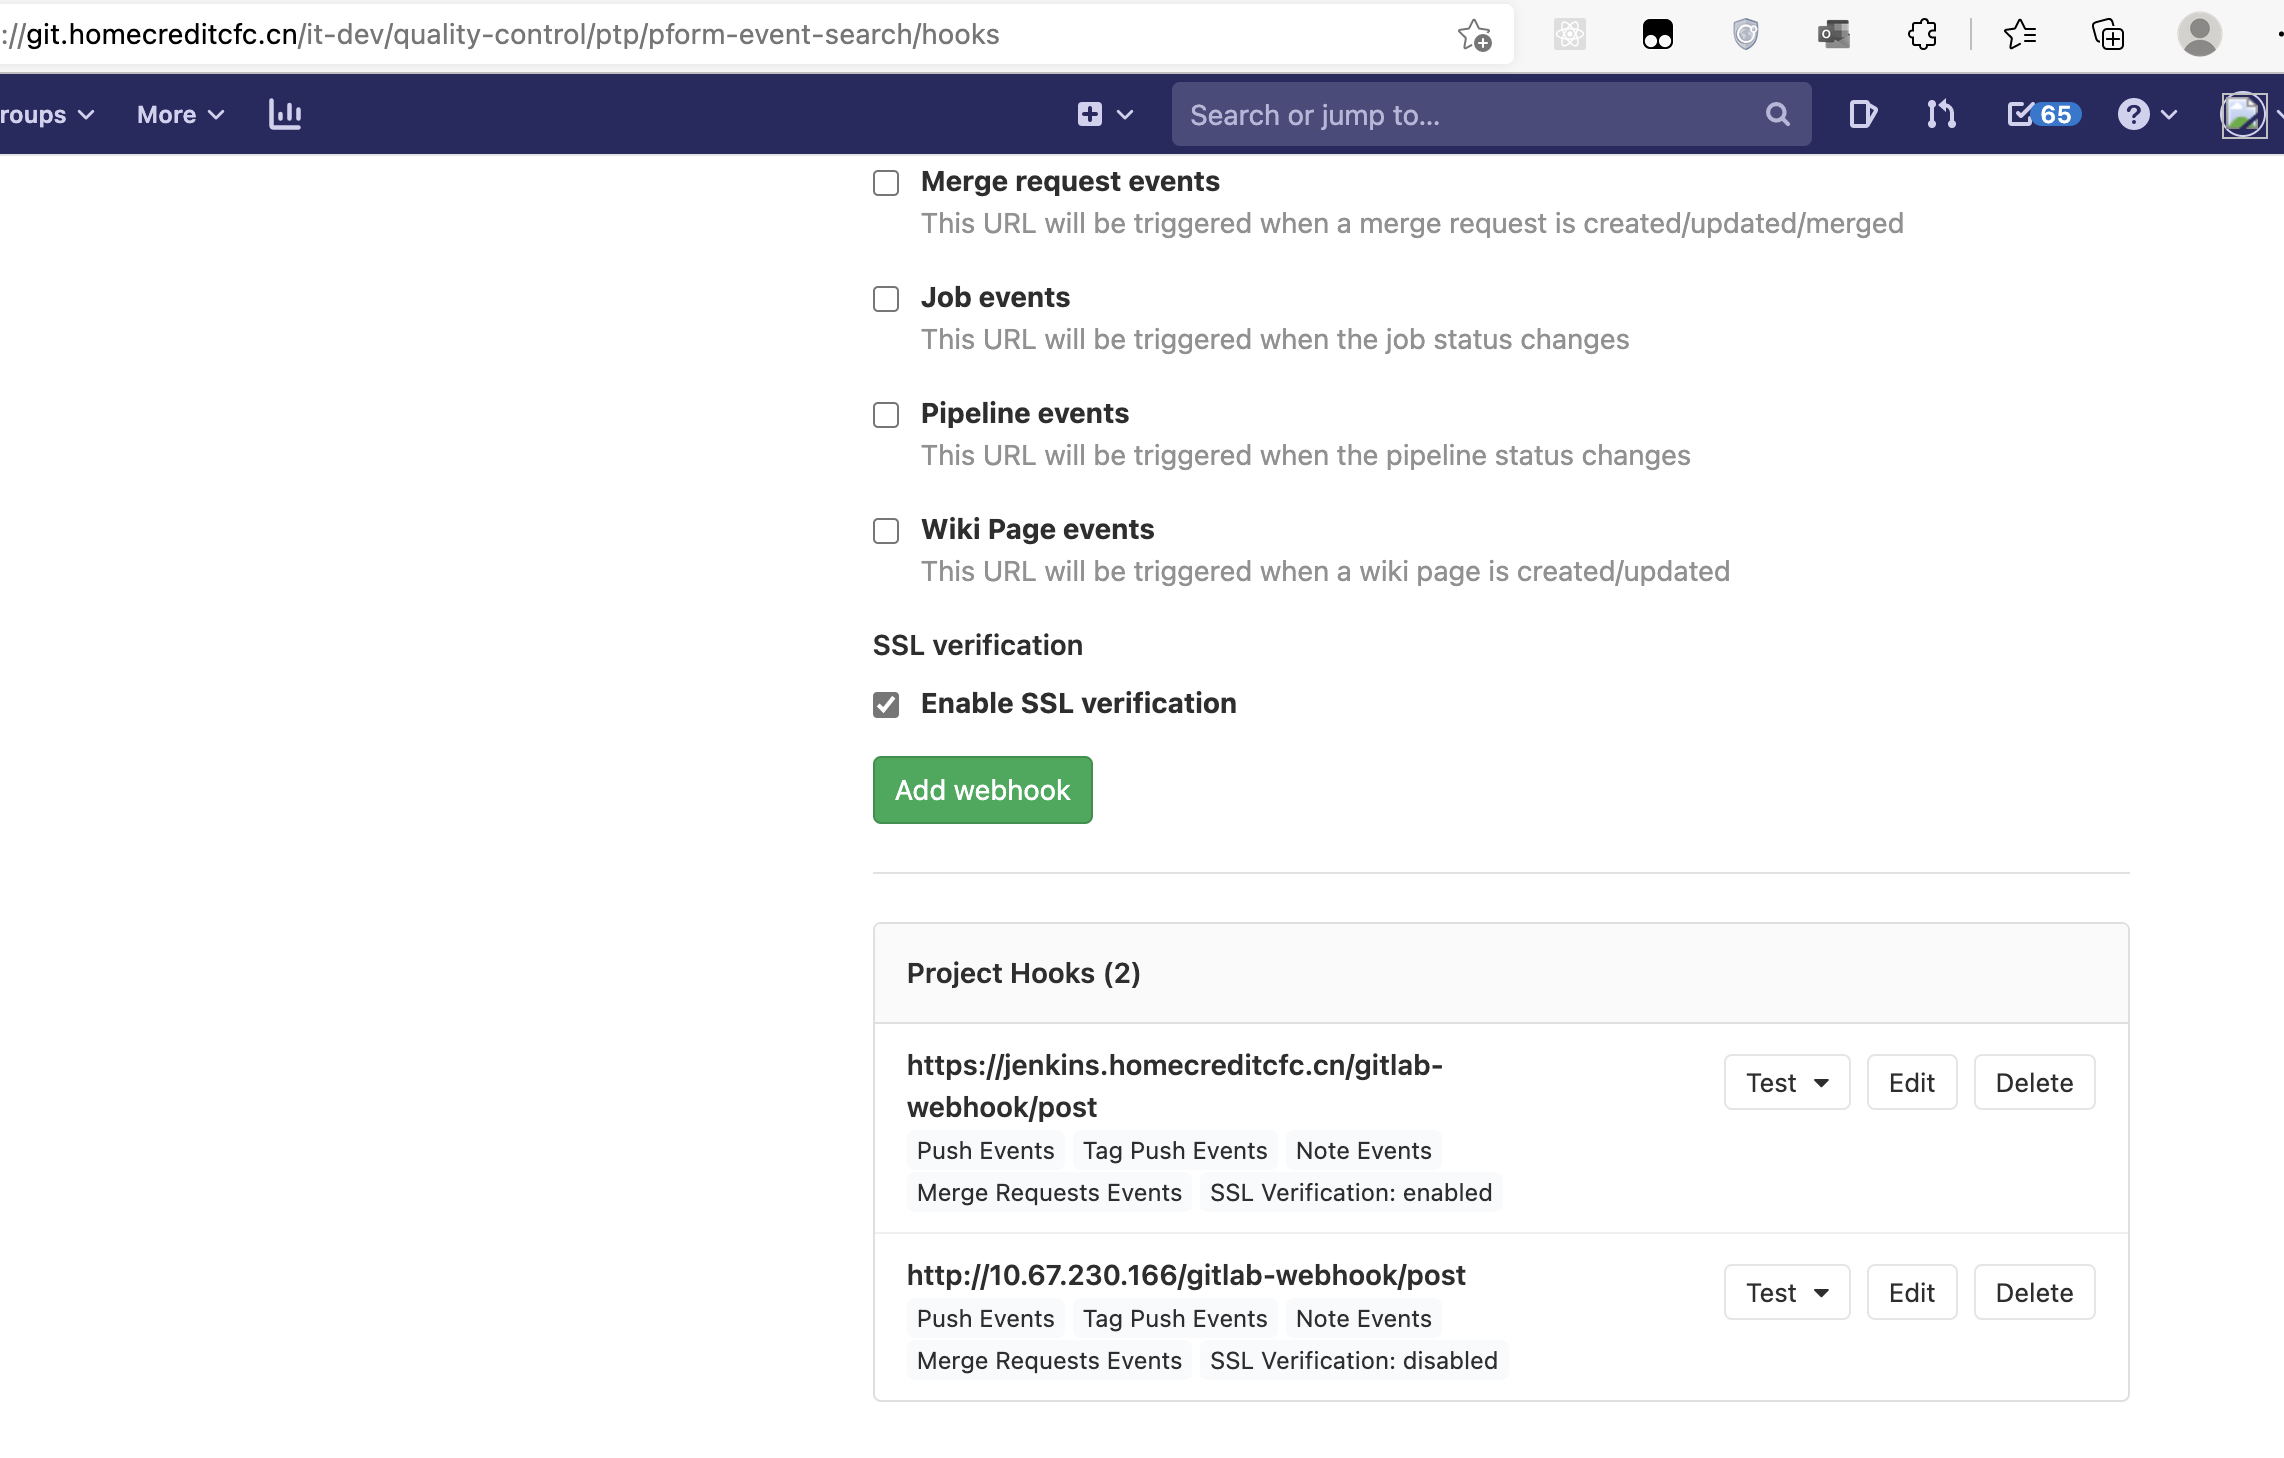 ://git.homecreditcfc.cn/it-dev/quality-control/ptp/pform-event-search/hooks
roups More Search or jump to... 65
Merge request events
This URL will be triggered when a merge request is created/updated/merged
Job events
This URL will be triggered when the job status changes
Pipeline events
This URL will be triggered when the pipeline status changes
Wiki Page events
This URL will be triggered when a wiki page is created/updated
SSL verification
Enable SSL verification
Add webhook
Project Hooks (2)
https://jenkins.homecreditcfc.cn/gitlab-
webhook/post
Test Edit Delete
Push Events Tag Push Events Note Events
Merge Requests Events SSL Verification: enabled
http://10.67.230.166/gitlab-webhook/post
Test Edit Delete
Push Events Tag Push Events Note Events
Merge Requests Events SSL Verification: disabled